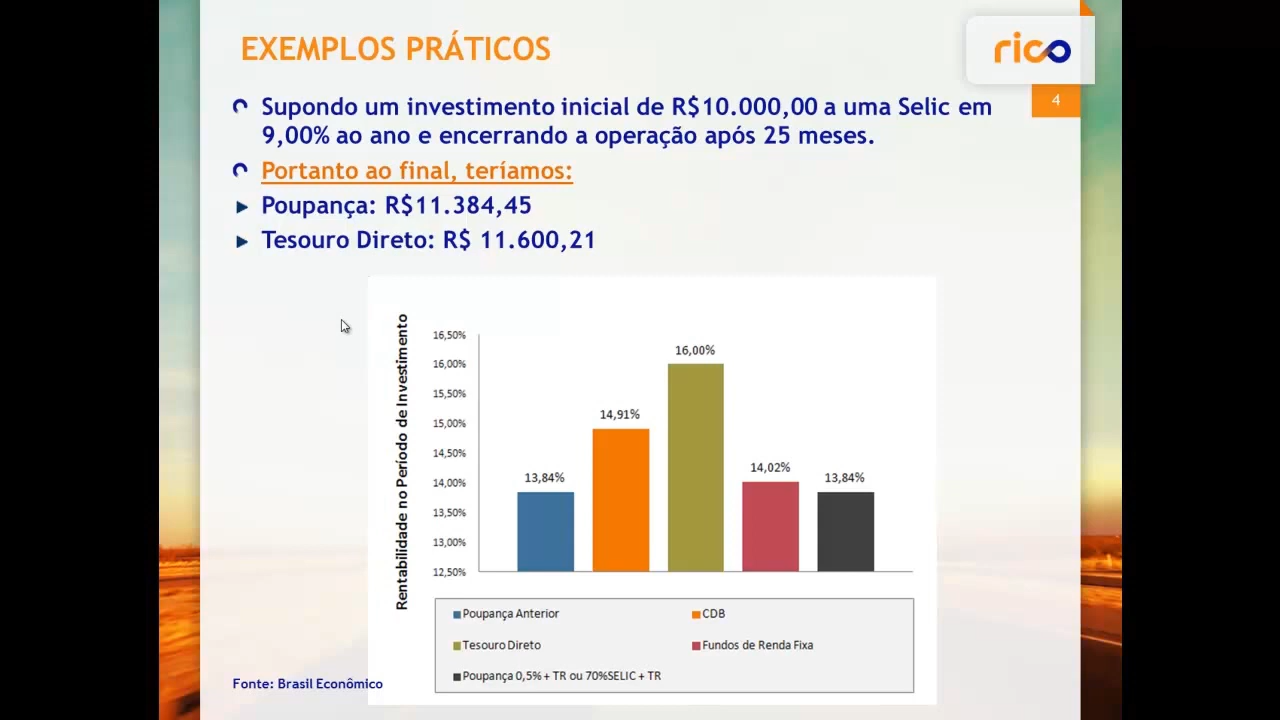 EXEMPLOS PRÁTICOS
rico
4
Supondo um investimento inicial de R$10.000,00 a uma Selic em
9,00% ao ano e encerrando a operação após 25 meses.
Portanto ao final, teríamos:
Poupança: R$11.384,45
Tesouro Direto: R$ 11.600,21
Rentabilidade no Período de Investimento
16,50%
16,00%
15,50%
15,00%
14,50%
14,00%
13,50%
13,00%
12,50%
13,84%
14,91%
16,00%
14,02%
13,84%
Poupança Anterior
CDB
Tesouro Direto
Fundos de Renda Fixa
Poupança 0,5% + TR ou 70%SELIC + TR
Fonte: Brasil Econômico